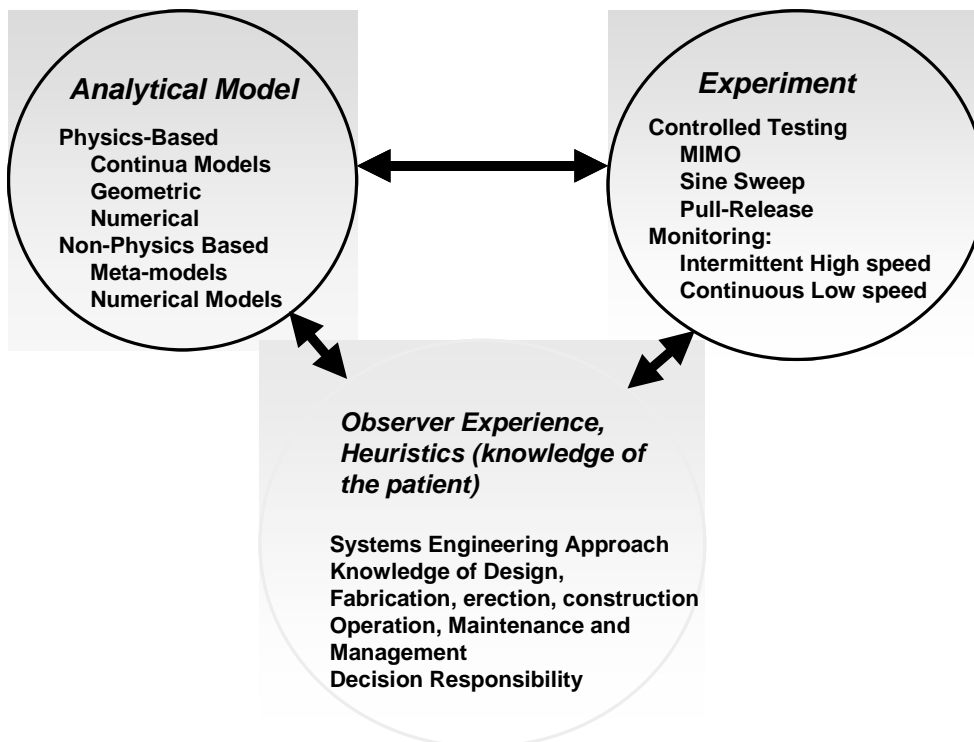 Analytical Model
Physics-Based
Continua Models
Geometric
Numerical
Non-Physics Based
Meta-models
Numerical Models
Experiment
Controlled Testing
MIMO
Sine Sweep
Pull-Release
Monitoring:
Intermittent High speed
Continuous Low speed
Observer Experience,
Heuristics (knowledge of
the patient)
Systems Engineering Approach
Knowledge of Design,
Fabrication, erection, construction
Operation, Maintenance and
Management
Decision Responsibility